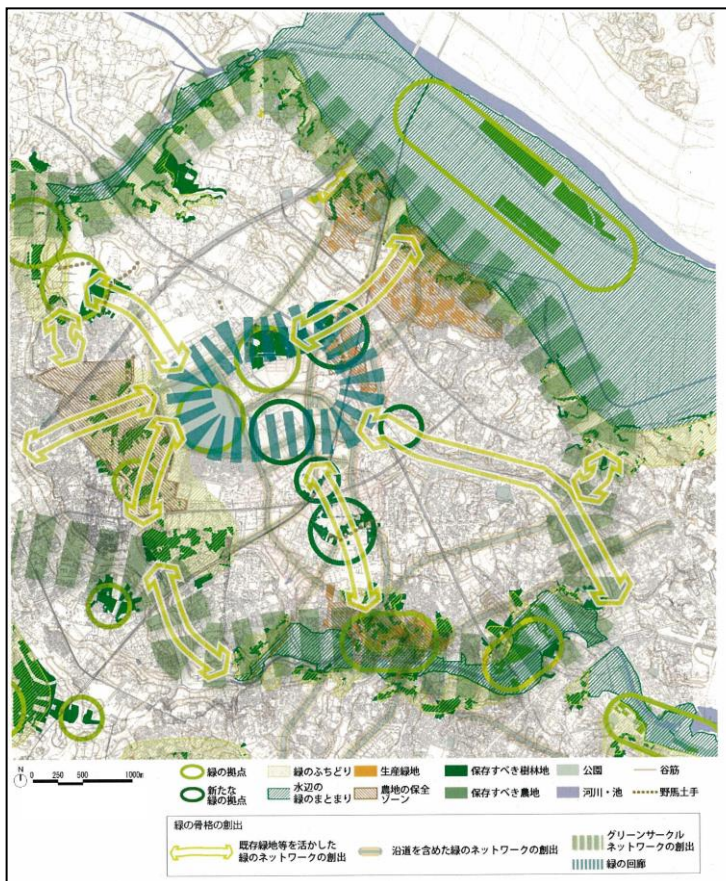 緑の拠点
緑のふちどり
生産緑地
保存すべき樹林地
公園
谷筋
新たな
緑の拠点
水辺の
緑のまとまり
農地の保全
ゾーン
保存すべき農地
河川・池
野馬土手
N
0 250 500 1000m
緑の骨格の創出
既存緑地等を活かした
緑のネットワークの創出
沿道を含めた緑のネットワークの創出
グリーンサークル
ネットワークの創出
緑の回廊